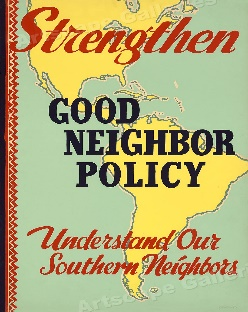 Strengthen
GOOD
NEIGHBOR
POLICY
Understand Our
Southern Neighbors